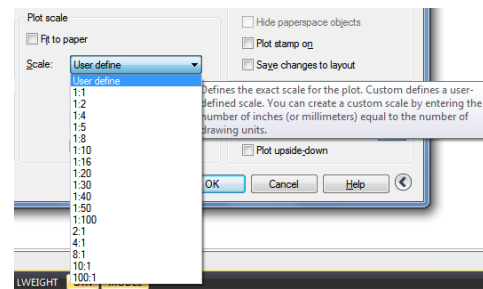 Plot scale
Fit to paper
Scale:
User define
User define
1:1
1:2
1:4
1:5
1:8
1:10
1:16
1:20
1:30
1:40
1:50
1:100
2:1
4:1
8:1
10:1
100:1
Hide paperspace objects
Plot stamp on
Save changes to layout
Defines the exact scale for the plot. Custom defines a user-
defined scale. You can create a custom scale by entering the
number of inches (or millimeters) equal to the number of
drawing units.
Plot upside-down
OK
Cancel
Help
LWEIGHT